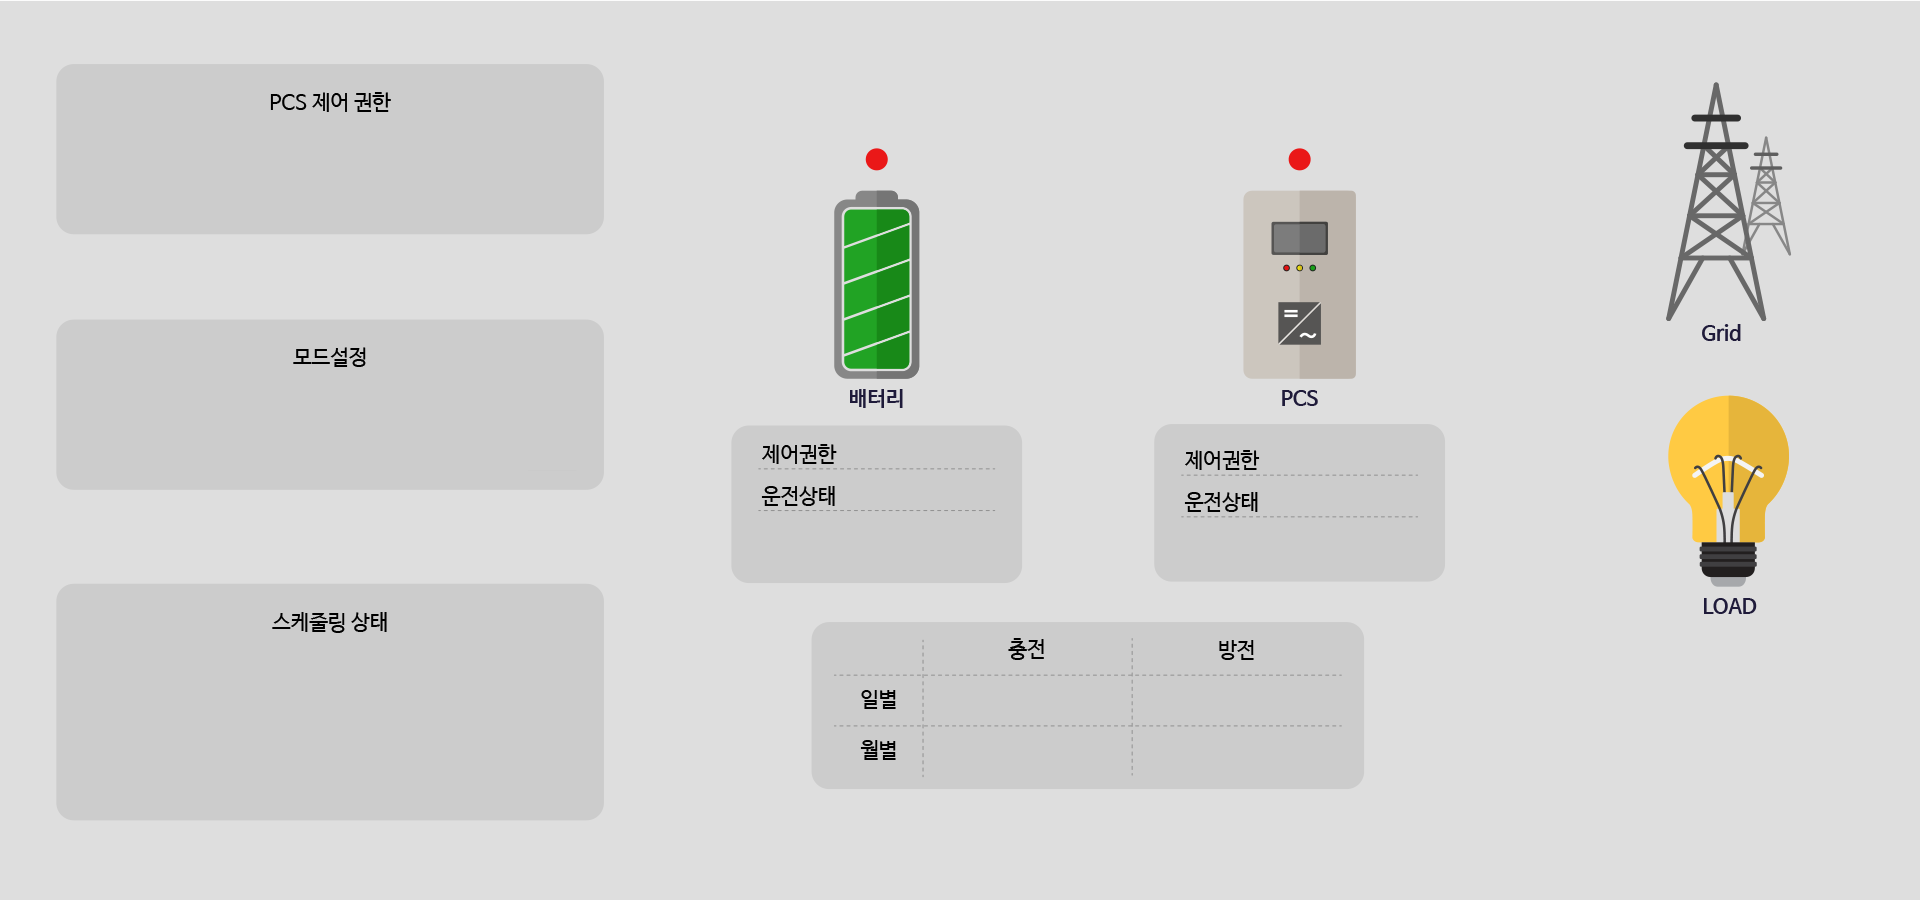 PCS 제어 권한
모드설정
스케줄링 상태
배터리
제어권한
운전상태
PCS
제어권한
운전상태
충전 방전
일별
월별
Grid
LOAD